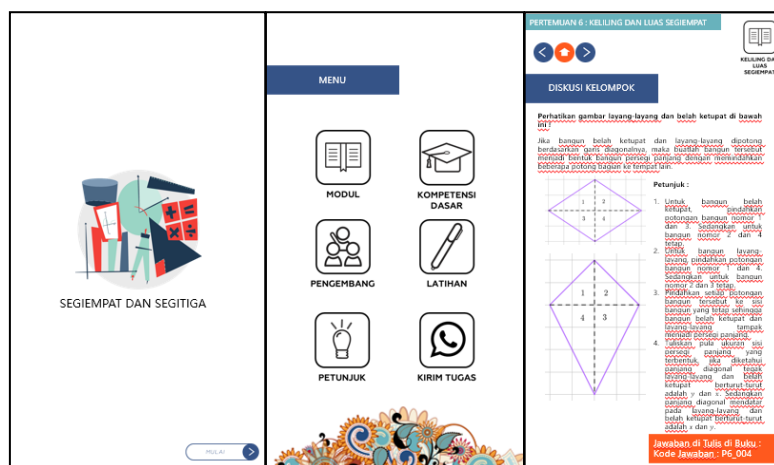 SEGIEMPAT DAN SEGITIGA
MULAI
MENU
MODUL
KOMPETENSI
DASAR
PENGEMBANG
LATIHAN
PETUNJUK
KIRIM TUGAS
PERTEMUAN 6 : KELILING DAN LUAS SEGIEMPAT
KELILING DAN
LUAS
SEGIEMPAT
DISKUSI KELOMPOK
Perhatikan gambar layang-layang dan belah ketupat di bawah
ini :
Jika bangun belah ketupat dan layang-layang dipotong
berdasarkan garis diagonalnya, maka buatlah bangun tersebut
menjadi bentuk bangun persegi panjang dengan memindahkan
beberapa potong bagian ke tempat lain.
1 2
3 4
1 2
4 3
Petunjuk :
1. Untuk bangun belah
ketupat, pindahkan
potongan bangun nomor 1
dan 3. Sedangkan untuk
bangun nomor 2 dan 4
tetap.
2. Untuk bangun layang-
layang pindahkan potongan
bangun nomor 1 dan 4.
Sedangkan untuk bangun
nomor 2 dan 3 tetap.
3. Pindahkan setiap potongan
bangun tersebut ke sisi
bangun yang tetap sehingga
bangun belah ketupat dan
layang-layang tampak
menjadi persegi panjang.
4. Tuliskan pula ukuran sisi
persegi panjang yang
terbentuk, jika diketahui
panjang diagonal tegak
layang-layang dan belah
ketupat berturut-turut
adalah y dan x. Sedangkan
panjang diagonal mendatar
pada layang-layang dan
belah ketupat berturut-turut
adalah x dan y.
Jawaban di Tulis di Buku :
Kode Jawaban : P6_004